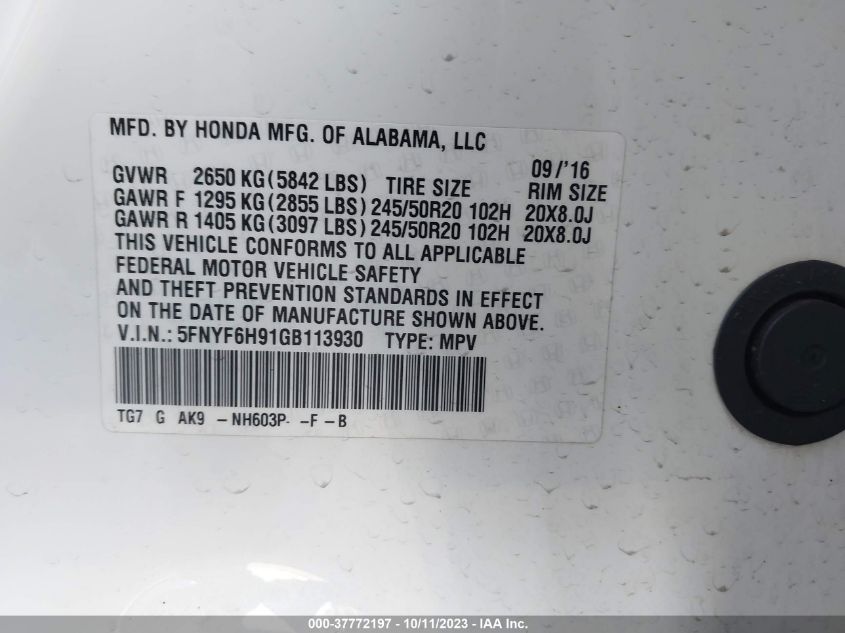 MFD. BY HONDA MFG. OF ALABAMA, LLC
09/'16
GVWR 2650 KG(5842 LBS) TIRE SIZE RIM SIZE
GAWR F 1295 KG(2855 LBS)245/50R20 102H 20X8.0J
GAWR R 1405 KG(3097 LBS)245/50R20 102H 20X8.0J
THIS VEHICLE CONFORMS TO ALL APPLICABLE
FEDERAL MOTOR VEHICLE SAFETY
AND THEFT PREVENTION STANDARDS IN EFFECT
ON THE DATE OF MANUFACTURE SHOWN ABOVE.
V.I.N.: 5FNYF6H91GB113930 TYPE: MPV
TG7 G AK9 -NH603P- -F -B
000-37772197 - 10/11/2023 - IAA Inc.